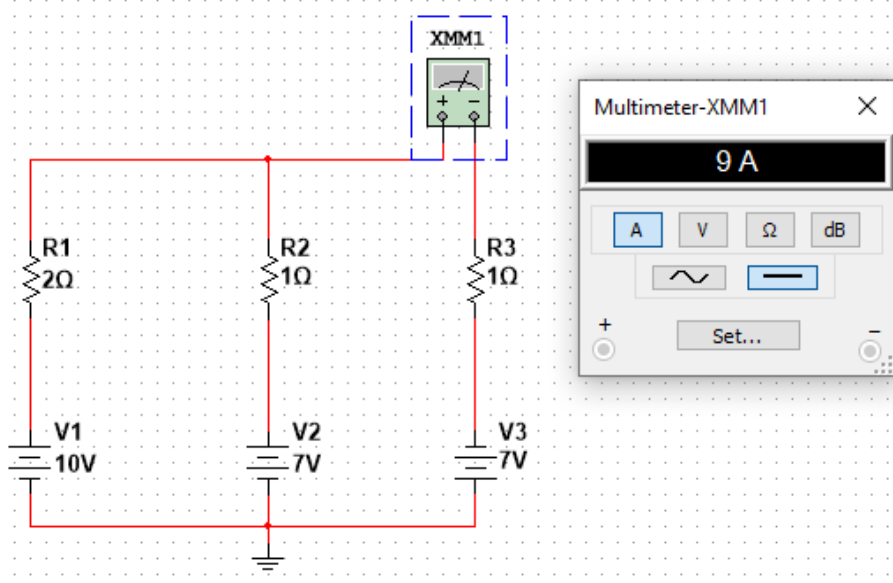 XMM1
+ −
R1
2Ω
R2
1Ω
R3
1Ω
V1
10V
V2
7V
V3
7V
Multimeter-XMM1 ×
9 A
A V Ω dB
+ Set... −